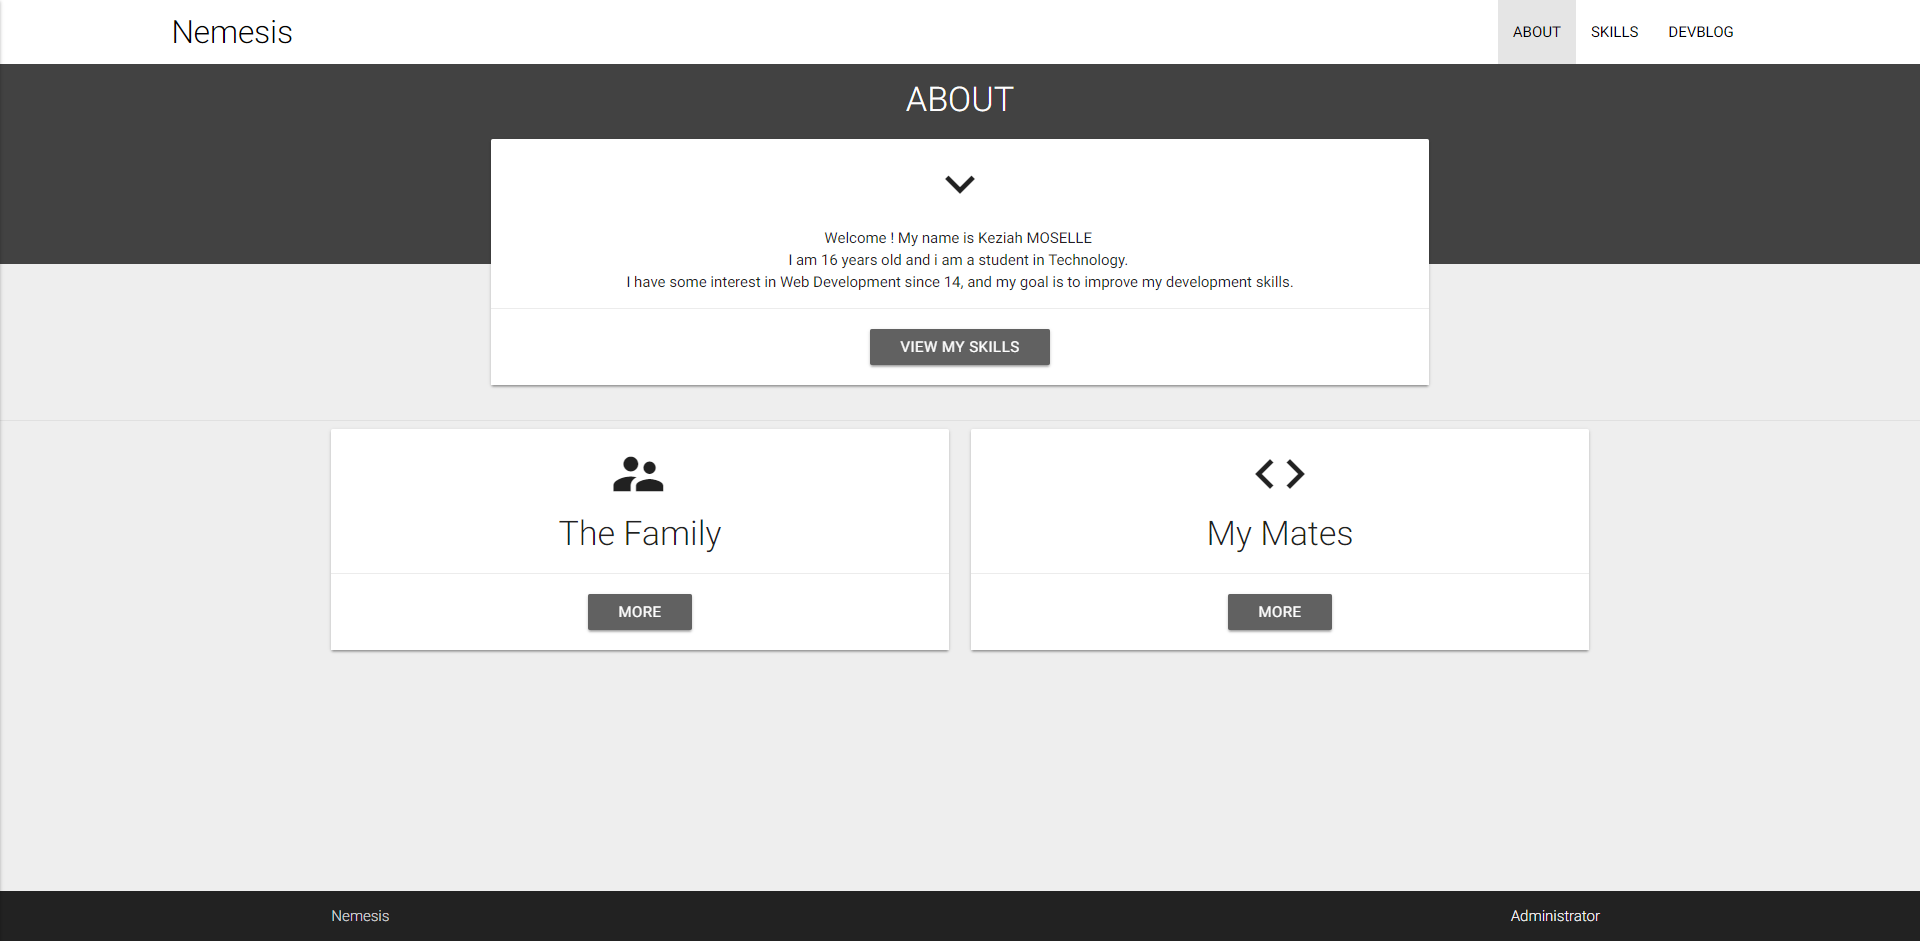 Nemesis
ABOUT
SKILLS
DEVBLOG
ABOUT
Welcome ! My name is Keziah MOSELLE
I am 16 years old and i am a student in Technology.
I have some interest in Web Development since 14, and my goal is to improve my development skills.
VIEW MY SKILLS
The Family
MORE
My Mates
MORE
Nemesis
Administrator